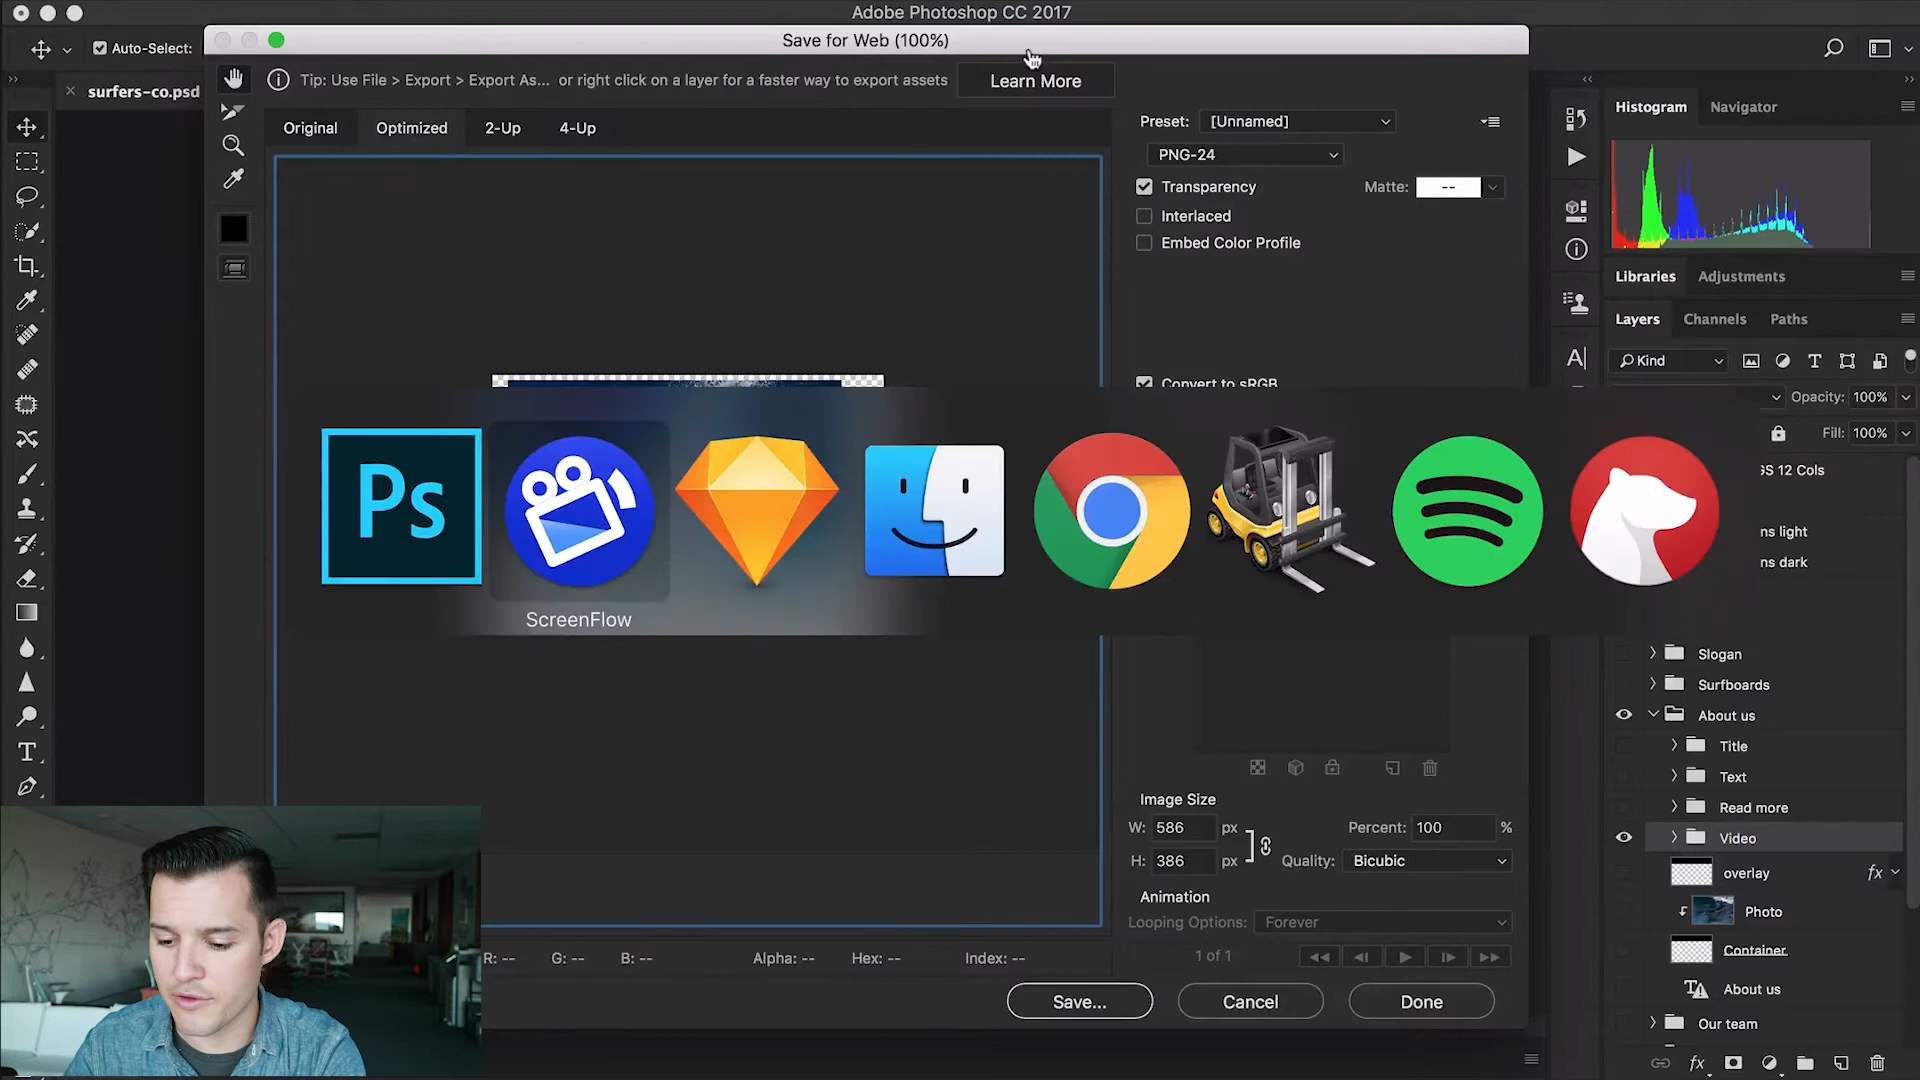 Adobe Photoshop CC 2017
Auto-Select:
Save for Web (100%)
Tip: Use File > Export > Export As... or right click on a layer for a faster way to export assets
Learn More
surfers-co.psd
Original
Optimized
2-Up
4-Up
Preset:
[Unnamed]
PNG-24
Transparency
Matte:
--
Interlaced
Embed Color Profile
Convert to sRGB
Histogram
Navigator
Libraries
Adjustments
Layers
Channels
Paths
Kind
Opacity: 100%
Fill: 100%
GS 12 Cols
ns light
ns dark
Ps
ScreenFlow
Slogan
Surfboards
About us
Title
Text
Read more
Video
overlay
fx
Photo
Container
About us
Our team
Image Size
W: 586 px
Percent: 100 %
H: 386 px
Quality: Bicubic
Animation
Looping Options: Forever
1 of 1
R: --
G: --
B: --
Alpha: --
Hex: --
Index: --
Save...
Cancel
Done
fx